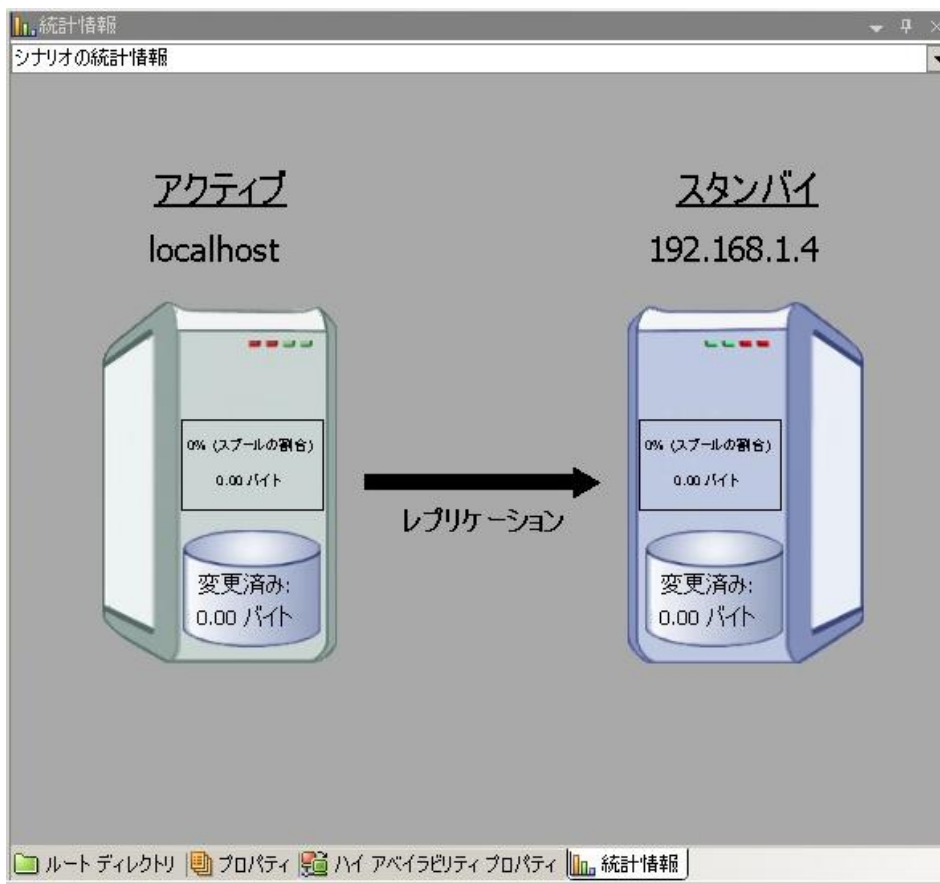 統計情報
シナリオの統計情報
アクティブ
localhost
スタンバイ
192.168.1.4
0% (スプールの割合)
0.00 バイト
0% (スプールの割合)
0.00 バイト
レプリケーション
変更済み:
0.00 バイト
変更済み:
0.00 バイト
ルート ディレクトリ
プロパティ
ハイ アベイラビリティ プロパティ
統計情報